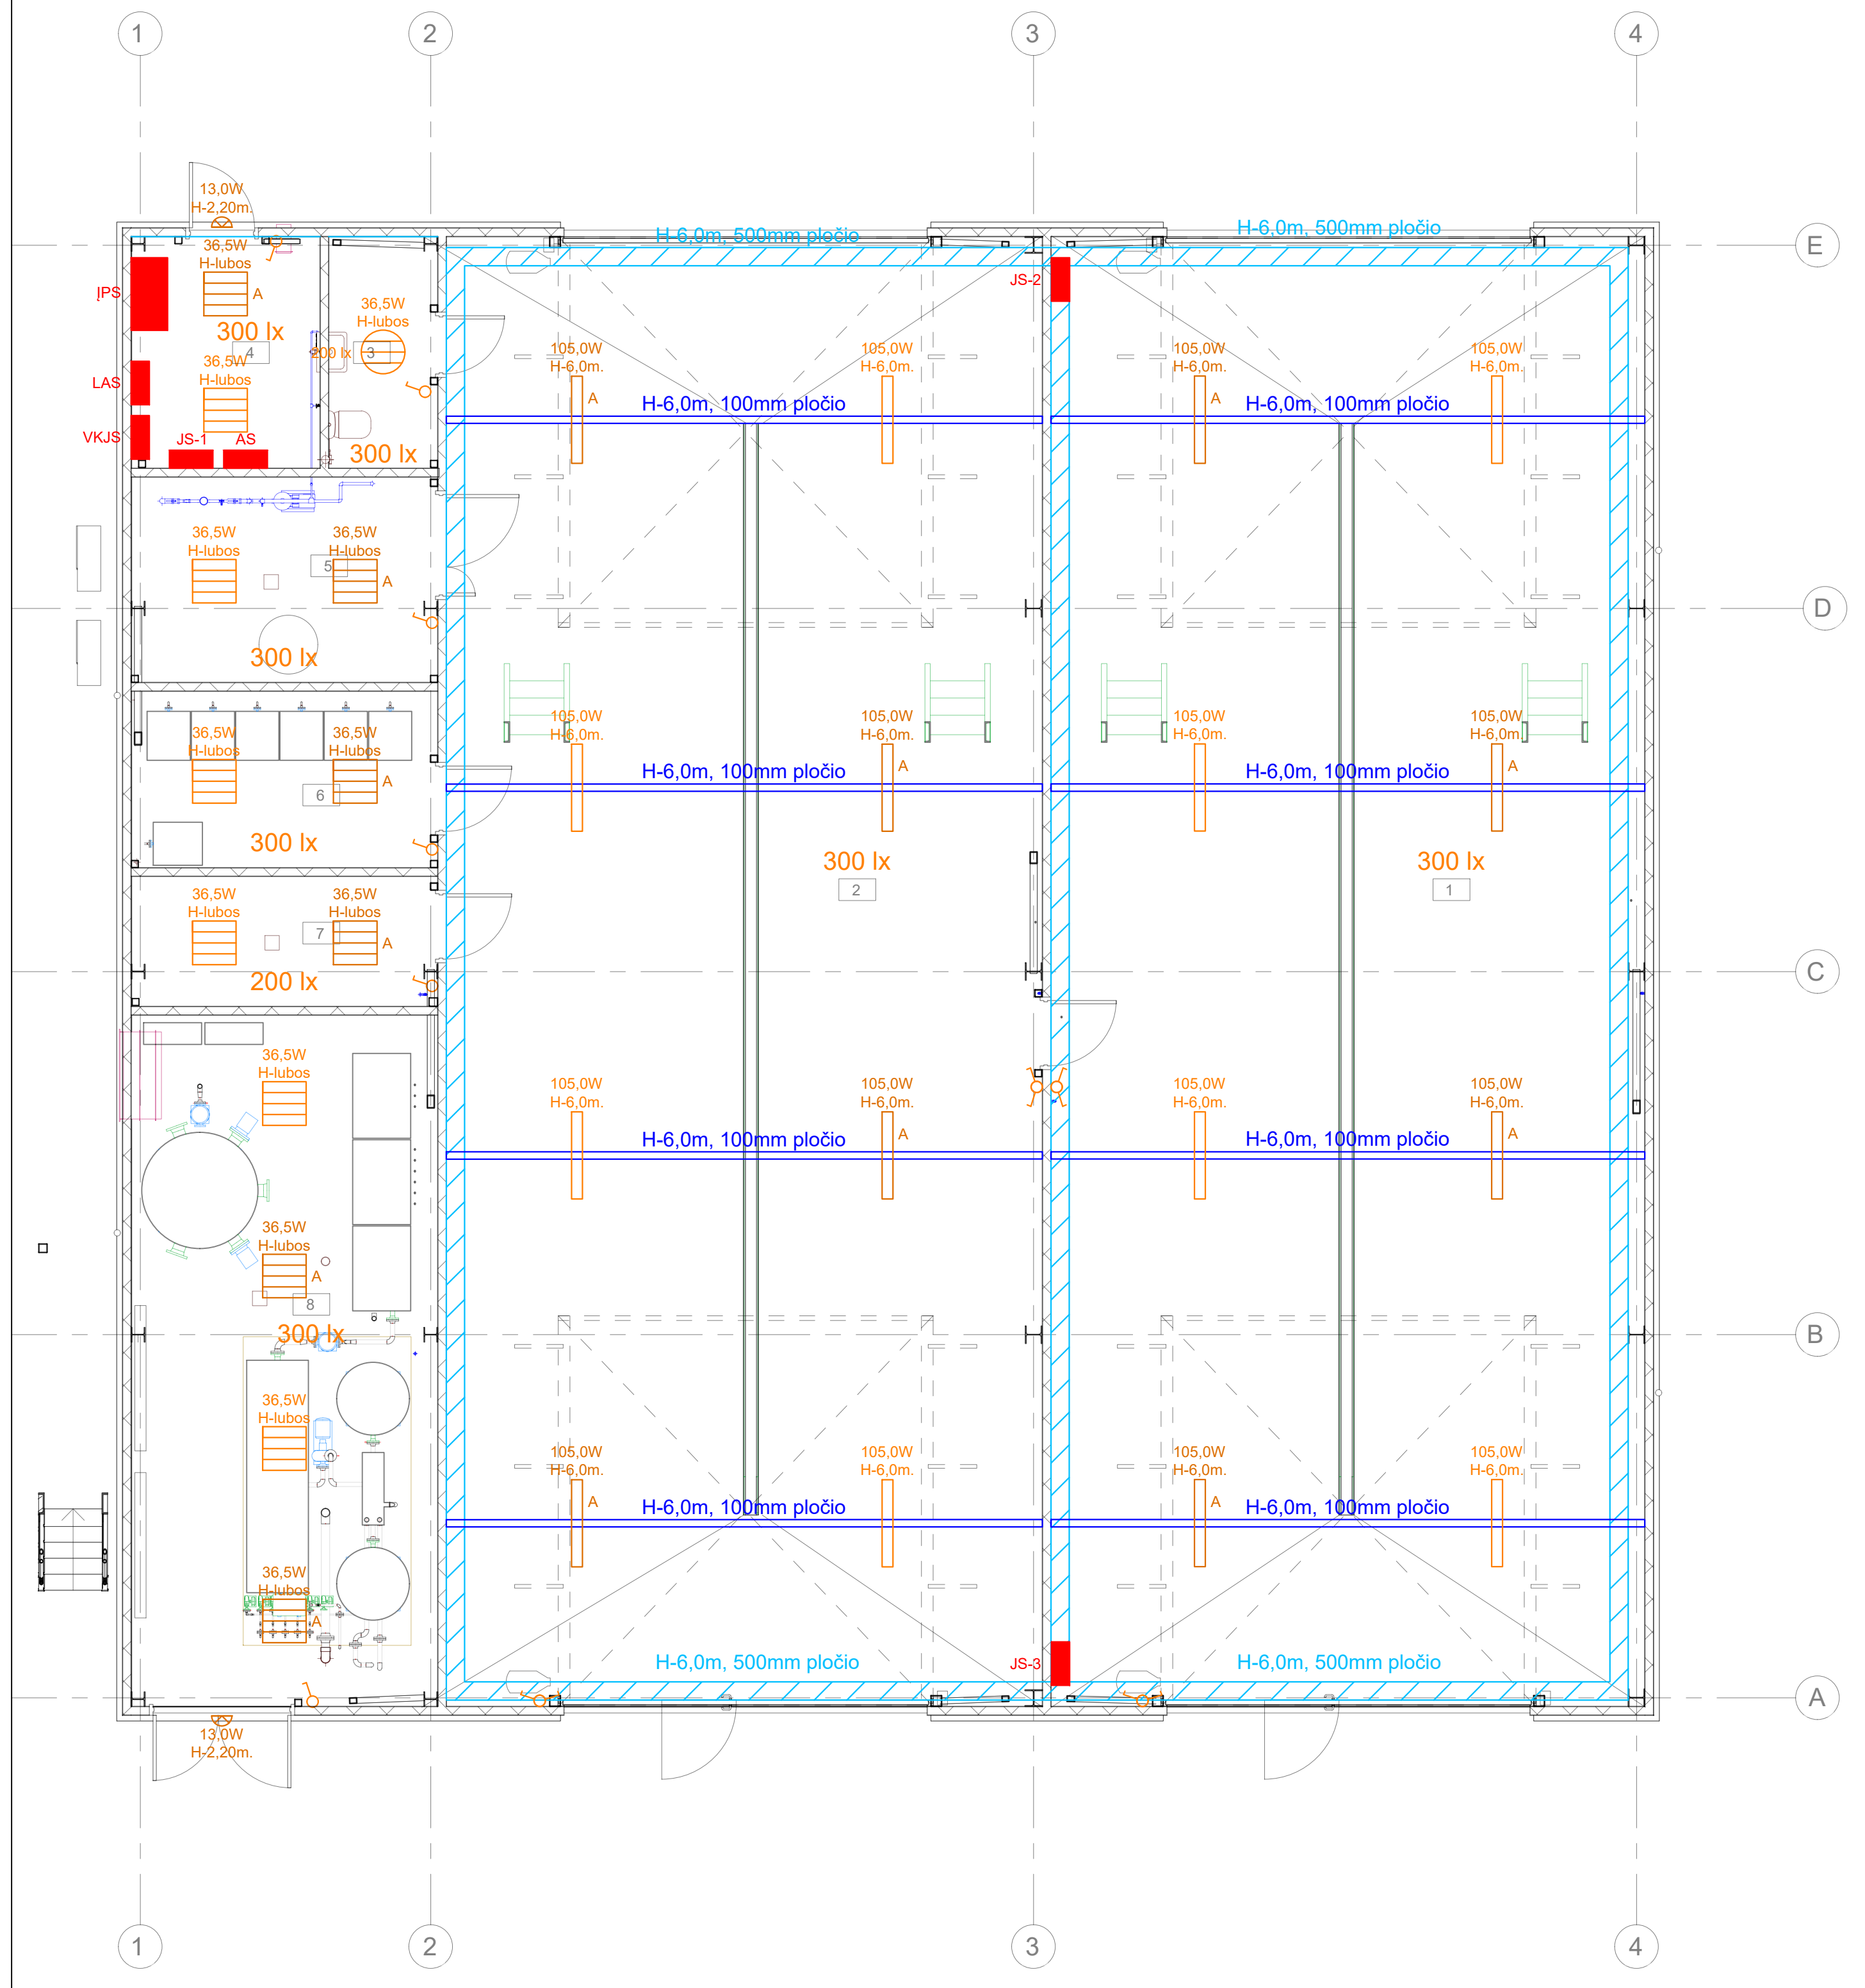 1
2
3
4
13,0W
H-2,20m.
H-6,0m, 500mm pločio
H-6,0m, 500mm pločio
E
36,5W
H-lubos
A
ĮPS
JS-2
300 lx
4
36,5W
H-lubos
200 lx
3
36,5W
H-lubos
LAS
VKJS
JS-1
AS
300 lx
105,0W
H-6,0m.
A
105,0W
H-6,0m.
105,0W
H-6,0m.
A
105,0W
H-6,0m.
H-6,0m, 100mm pločio
H-6,0m, 100mm pločio
36,5W
H-lubos
36,5W
H-lubos
5
A
D
300 lx
105,0W
H-6,0m.
105,0W
H-6,0m.
A
105,0W
H-6,0m.
105,0W
H-6,0m.
A
36,5W
H-lubos
36,5W
H-lubos
A
6
H-6,0m, 100mm pločio
H-6,0m, 100mm pločio
300 lx
300 lx
2
300 lx
1
36,5W
H-lubos
36,5W
H-lubos
7
A
200 lx
C
36,5W
H-lubos
105,0W
H-6,0m.
105,0W
H-6,0m.
A
105,0W
H-6,0m.
105,0W
H-6,0m.
A
H-6,0m, 100mm pločio
H-6,0m, 100mm pločio
36,5W
H-lubos
A
8
300 lx
B
36,5W
H-lubos
105,0W
H-6,0m.
A
105,0W
H-6,0m.
105,0W
H-6,0m.
A
105,0W
H-6,0m.
H-6,0m, 100mm pločio
H-6,0m, 100mm pločio
36,5W
H-lubos
A
H-6,0m, 500mm pločio
JS-3
H-6,0m, 500mm pločio
A
13,0W
H-2,20m.
1
2
3
4